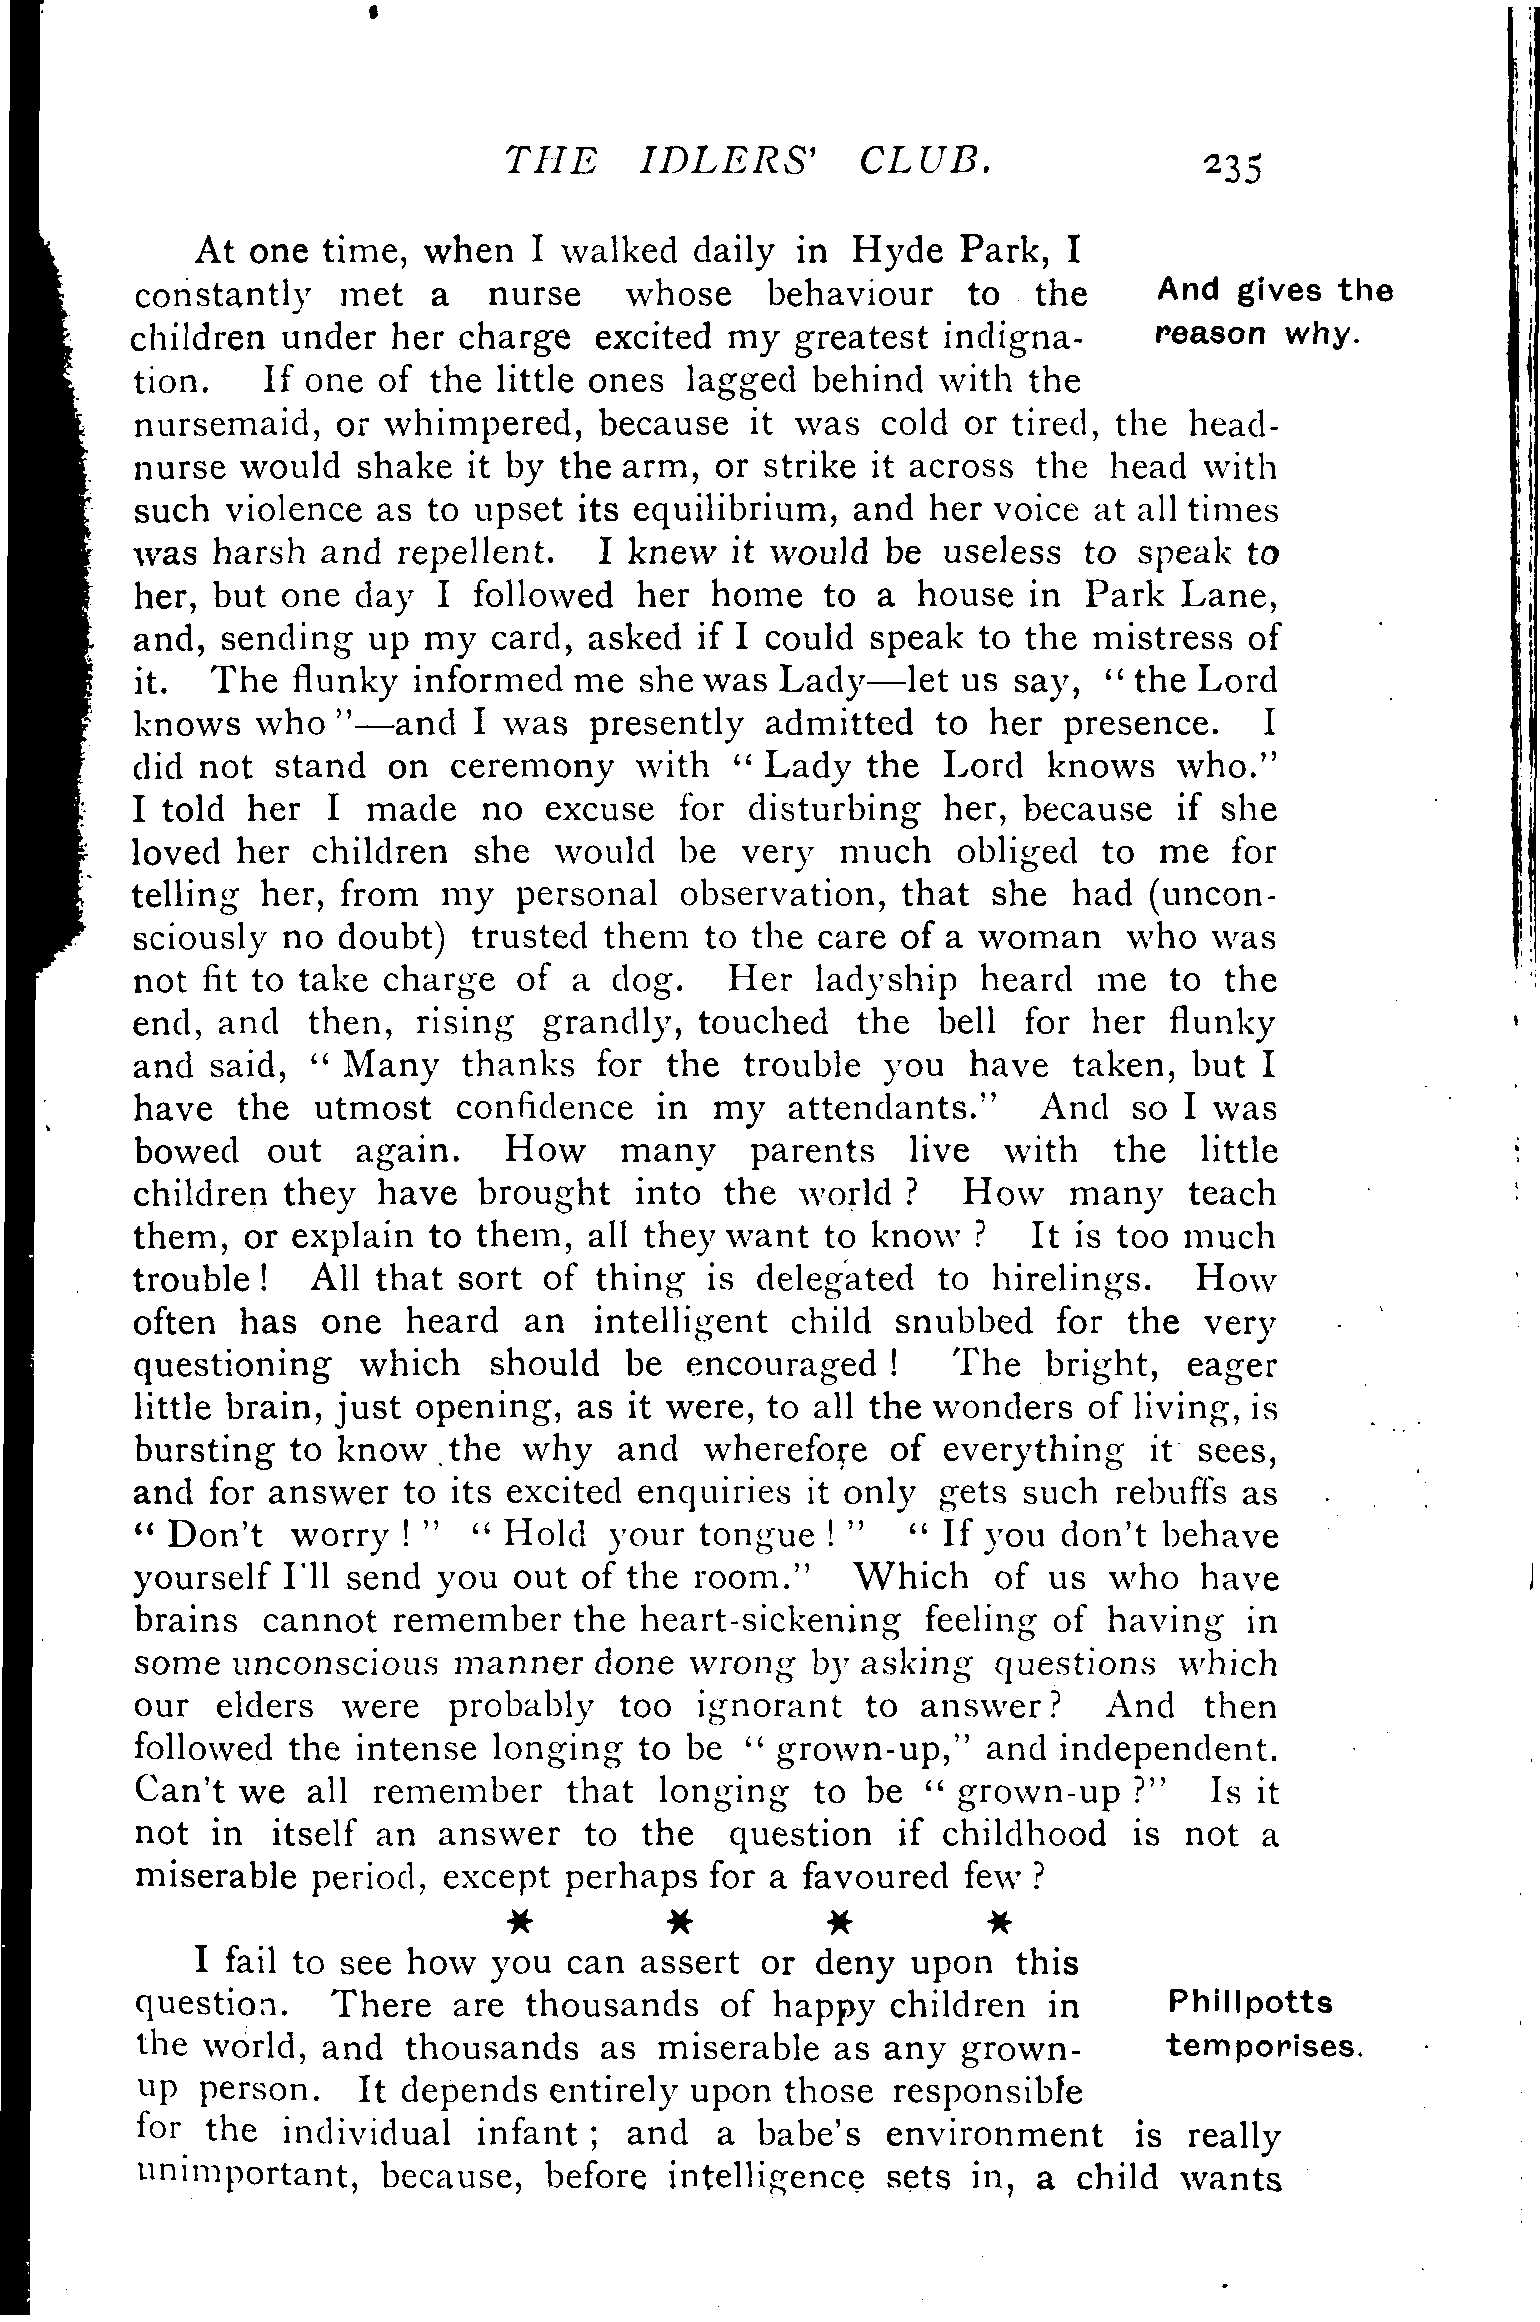 THE IDLERS' CLUB. 235
At one time, when I walked daily in Hyde Park, I
constantly met a nurse whose behaviour to the
And gives the
children under her charge excited my greatest indigna-
reason why.
tion. If one of the little ones lagged behind with the
nursemaid, or whimpered, because it was cold or tired, the head-
nurse would shake it by the arm, or strike it across the head with
such violence as to upset its equilibrium, and her voice at all times
was harsh and repellent. I knew it would be useless to speak to
her, but one day I followed her home to a house in Park Lane,
and, sending up my card, asked if I could speak to the mistress of
it. The flunky informed me she was Lady—let us say, "the Lord
knows who"—and I was presently admitted to her presence. I
did not stand on ceremony with "Lady the Lord knows who."
I told her I made no excuse for disturbing her, because if she
loved her children she would be very much obliged to me for
telling her, from my personal observation, that she had (uncon-
sciously no doubt) trusted them to the care of a woman who was
not fit to take charge of a dog. Her ladyship heard me to the
end, and then, rising grandly, touched the bell for her flunky
and said, "Many thanks for the trouble you have taken, but I
have the utmost confidence in my attendants." And so I was
bowed out again. How many parents live with the little
children they have brought into the world? How many teach
them, or explain to them, all they want to know? It is too much
trouble! All that sort of thing is delegated to hirelings. How
often has one heard an intelligent child snubbed for the very
questioning which should be encouraged! The bright, eager
little brain, just opening, as it were, to all the wonders of living, is
bursting to know the why and wherefore of everything it sees,
and for answer to its excited enquiries it only gets such rebuffs as
"Don't worry!" "Hold your tongue!" "If you don't behave
yourself I'll send you out of the room." Which of us who have
brains cannot remember the heart-sickening feeling of having in
some unconscious manner done wrong by asking questions which
our elders were probably too ignorant to answer? And then
followed the intense longing to be "grown-up," and independent.
Can't we all remember that longing to be "grown-up?" Is it
not in itself an answer to the question if childhood is not a
miserable period, except perhaps for a favoured few?
* * * *
I fail to see how you can assert or deny upon this
question. There are thousands of happy children in
Phillpotts
the world, and thousands as miserable as any grown-
temporises.
up person. It depends entirely upon those responsible
for the individual infant; and a babe's environment is really
unimportant, because, before intelligence sets in, a child wants